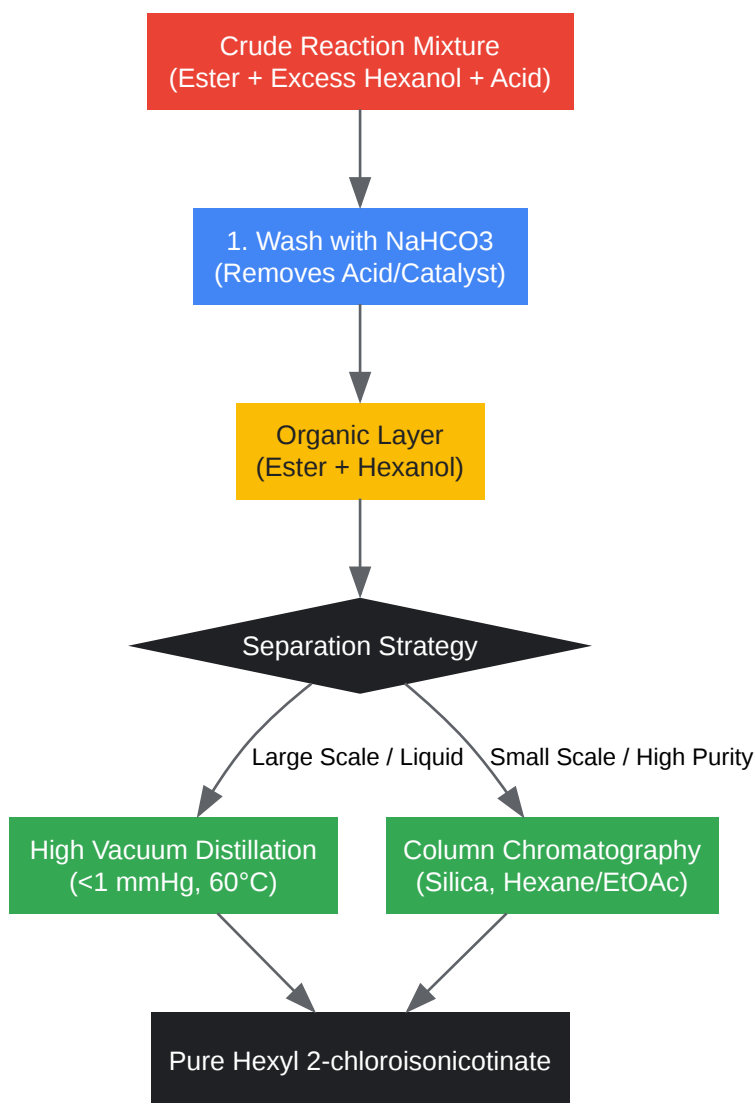 Crude Reaction Mixture
(Ester + Excess Hexanol + Acid)
1. Wash with NaHCO3
(Removes Acid/Catalyst)
Organic Layer
(Ester + Hexanol)
Separation Strategy
Large Scale / Liquid
Small Scale / High Purity
High Vacuum Distillation
(<1 mmHg, 60°C)
Column Chromatography
(Silica, Hexane/EtOAc)
Pure Hexyl 2-chloroisonicotinate